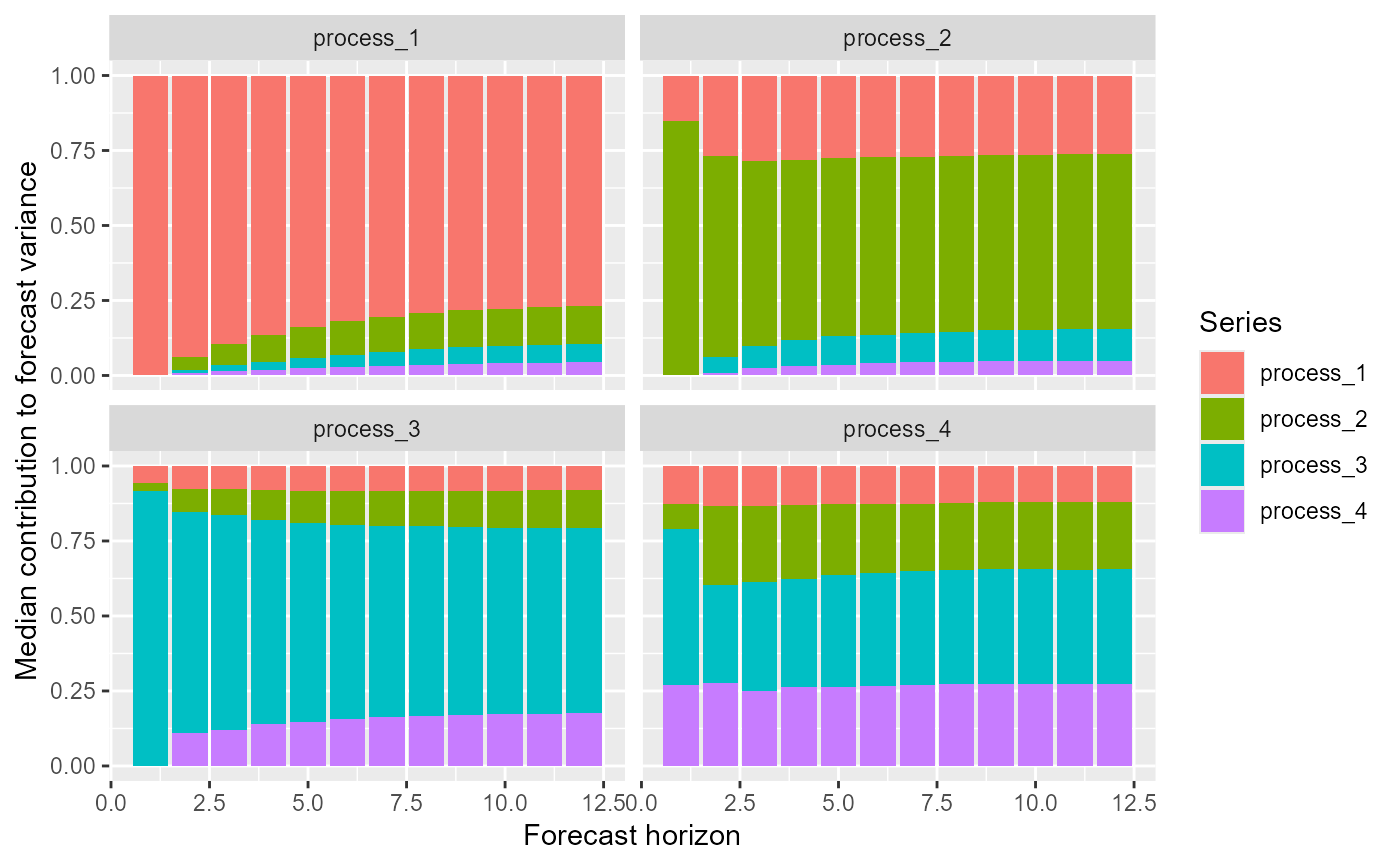 process_1
process_2
1.00
0.75
0.50
0.25
0.00
process_3
process_4
1.00
0.75
0.50
0.25
0.00
0.0 2.5 5.0 7.5 10.0 12.5
0.0 2.5 5.0 7.5 10.0 12.5
Forecast horizon
Median contribution to forecast variance
Series
process_1
process_2
process_3
process_4